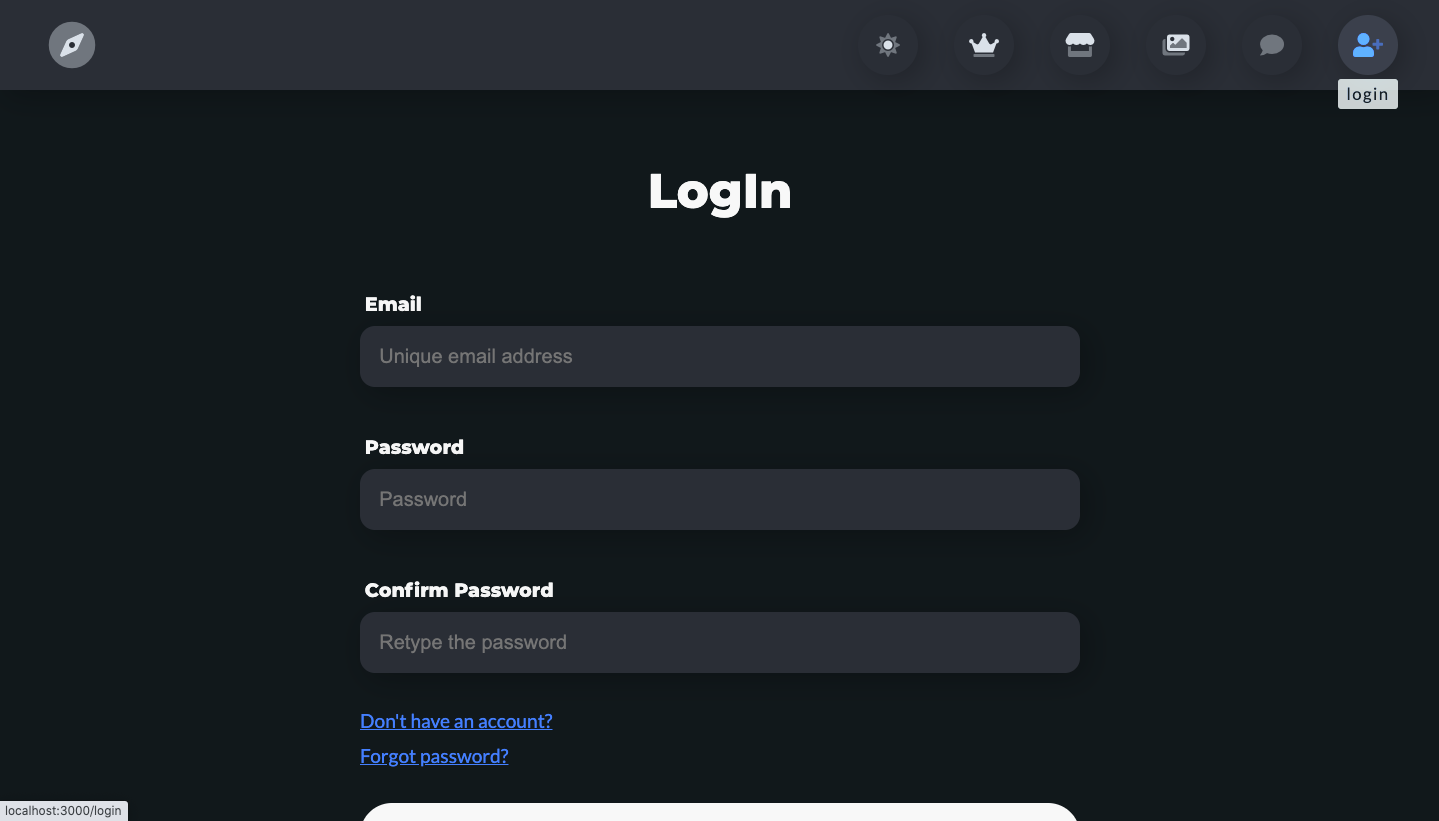 login
LogIn
Email
Unique email address
Password
Password
Confirm Password
Retype the password
Don't have an account?
Forgot password?
localhost:3000/login